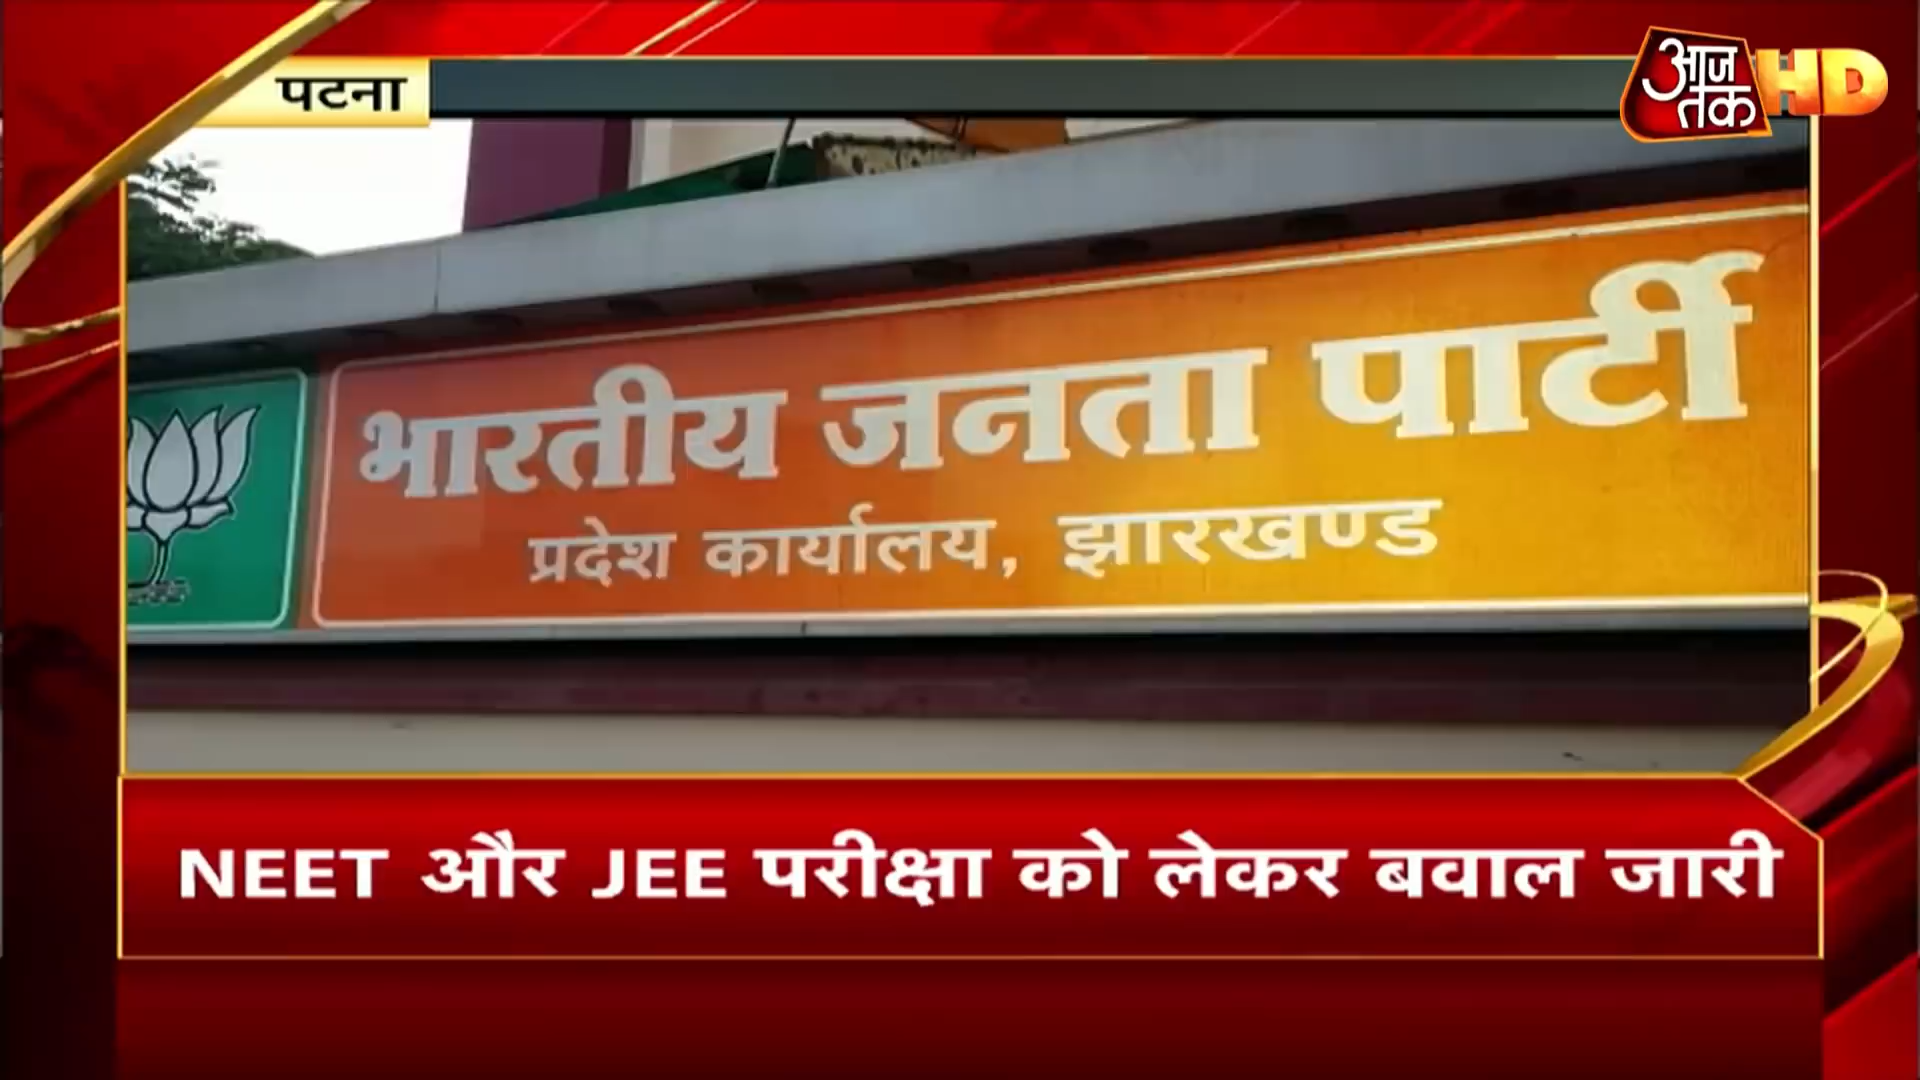 पटना
आज
तक HD
भारतीय जनता पार्टी
प्रदेश कार्यालय, झारखण्ड
NEET और JEE परीक्षा को लेकर बवाल जारी